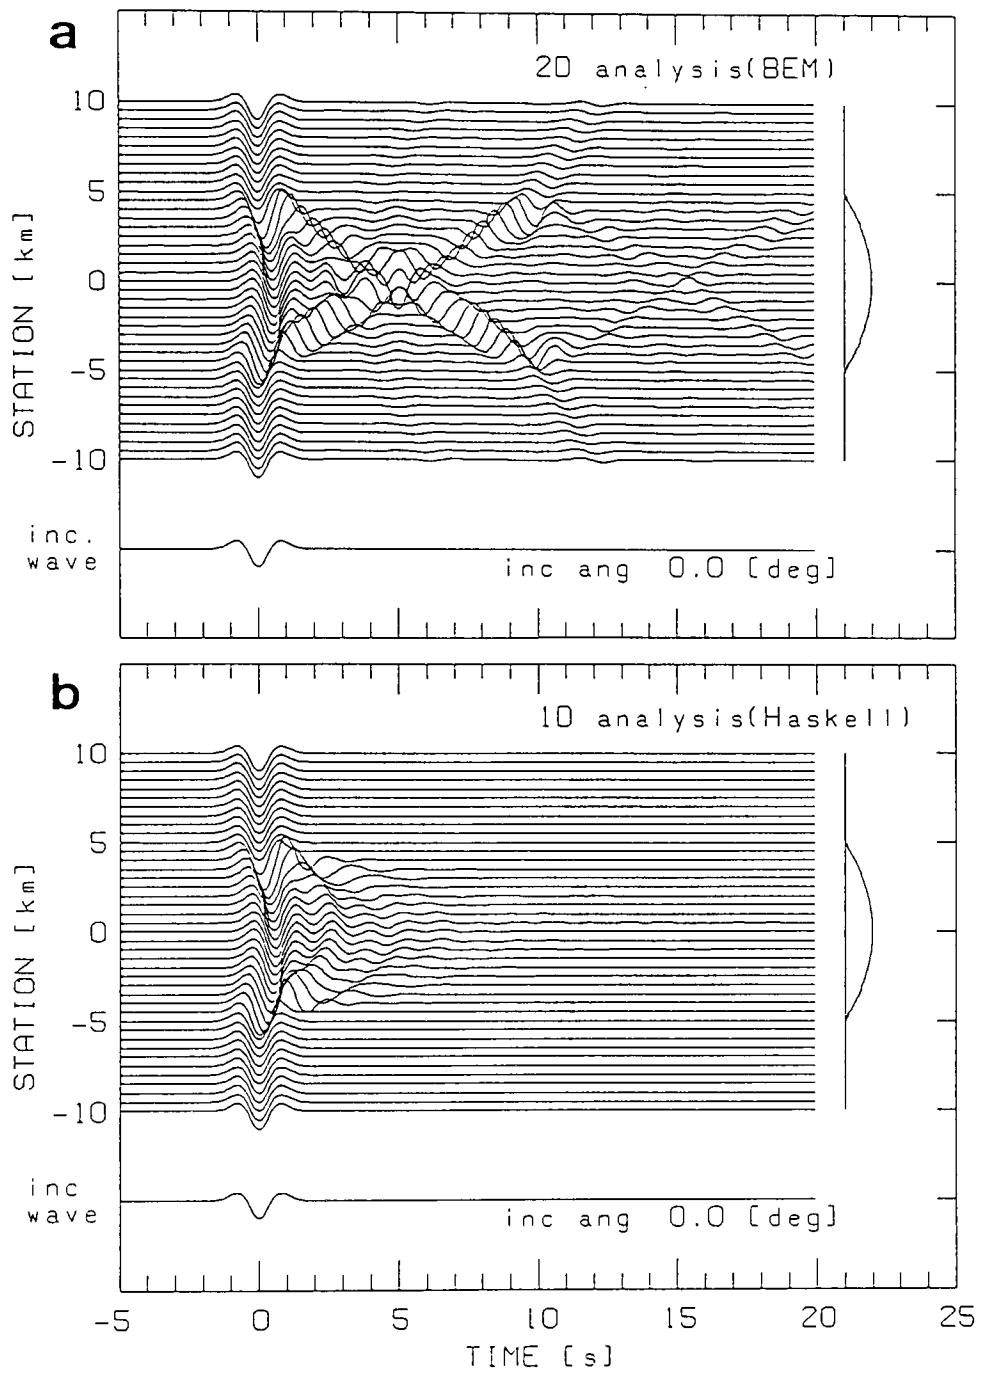 a
2D analysis(BEM)
10
5
0
-5
-10
STATION [km]
inc.
wave
inc ang 0.0 [deg]
b
1D analysis(Haskell)
10
5
0
-5
-10
STATION [km]
inc
wave
inc ang 0.0 [deg]
-5 0 5 10 15 20 25
TIME [s]